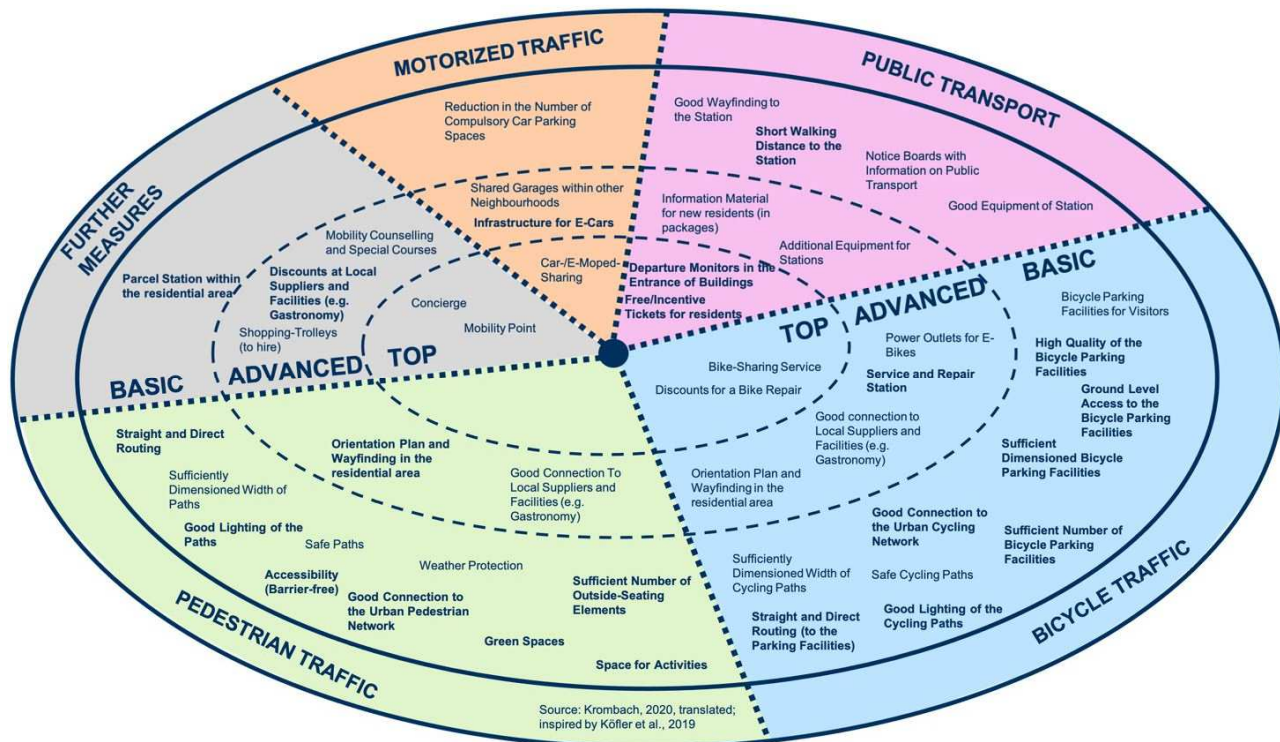 MOTORIZED TRAFFIC
Reduction in the Number of
Compulsory Car Parking
Spaces
Shared Garages within other
Neighbourhoods
Infrastructure for E-Cars
Car-/E-Moped-
Sharing
PUBLIC TRANSPORT
Good Wayfinding to
the Station
Short Walking
Distance to the
Station
Notice Boards with
Information on Public
Transport
Good Equipment of Station
Information Material
for new residents (in
packages)
Additional Equipment for
Stations
Departure Monitors in the
Entrance of Buildings
Free/Incentive
Tickets for residents
FURTHER
MEASURES
Parcel Station within
the residential area
Mobility Counselling
and Special Courses
Discounts at Local
Suppliers and
Facilities (e.g.
Gastronomy)
Shopping-Trolleys
(to hire)
Concierge
Mobility Point
BASIC
ADVANCED
TOP
TOP
ADVANCED
BASIC
BICYCLE TRAFFIC
Bicycle Parking
Facilities for Visitors
Power Outlets for E-
Bikes
High Quality of the
Bicycle Parking
Facilities
Bike-Sharing Service
Service and Repair
Station
Discounts for a Bike Repair
Ground Level
Access to the
Bicycle Parking
Facilities
Good connection to
Local Suppliers and
Facilities (e.g.
Gastronomy)
Sufficient
Dimensioned Bicycle
Parking Facilities
Orientation Plan and
Wayfinding in the
residential area
Good Connection to
the Urban Cycling
Network
Sufficient Number of
Bicycle Parking
Facilities
Sufficiently
Dimensioned Width of
Cycling Paths
Safe Cycling Paths
Straight and Direct
Routing (to the
Parking Facilities)
Good Lighting of the
Cycling Paths
PEDESTRIAN TRAFFIC
Straight and Direct
Routing
Orientation Plan and
Wayfinding in the
residential area
Sufficiently
Dimensioned Width of
Paths
Good Connection To
Local Suppliers and
Facilities (e.g.
Gastronomy)
Good Lighting of the
Paths
Safe Paths
Weather Protection
Accessibility
(Barrier-free)
Good Connection to
the Urban Pedestrian
Network
Sufficient Number of
Outside-Seating
Elements
Green Spaces
Space for Activities
Source: Krombach, 2020, translated;
inspired by Köfler et al., 2019